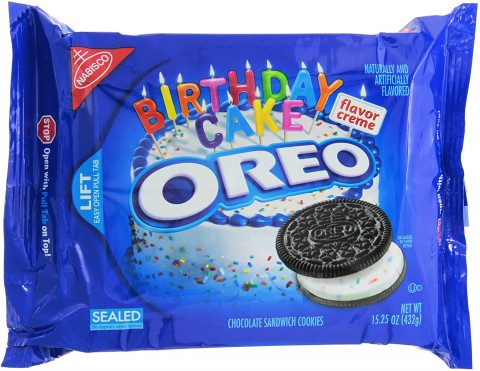 NABISCO
BIRTHDAY
CAKE
flavor
creme
NATURALLY AND
ARTIFICIALLY
FLAVORED
OREO
STOP
Open with Pull Tab on Top!
LIFT
EASY OPEN PULL TAB
OREO
SEALED
CHOCOLATE SANDWICH COOKIES
NET WT
15.25 OZ (432g)